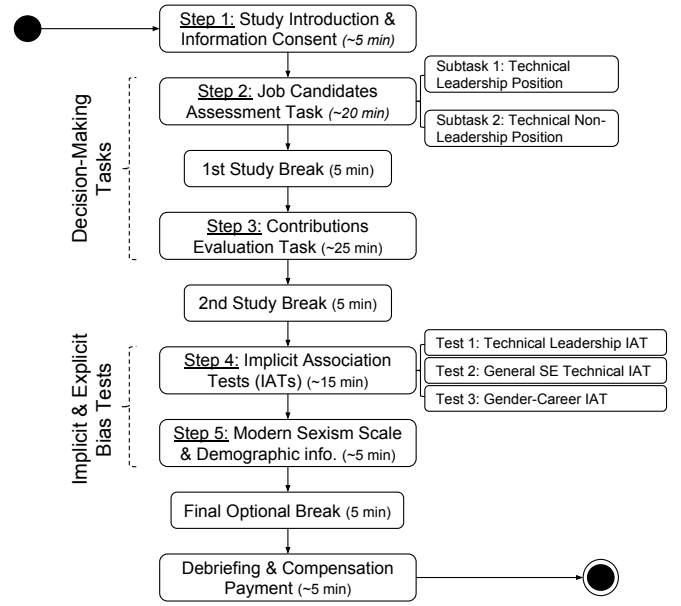 Step 1: Study Introduction &
Information Consent (~5 min)
Step 2: Job Candidates
Assessment Task (~20 min)
Subtask 1: Technical
Leadership Position
Subtask 2: Technical Non-
Leadership Position
Decision-Making
Tasks
1st Study Break (5 min)
Step 3: Contributions
Evaluation Task (~25 min)
2nd Study Break (5 min)
Implicit & Explicit
Bias Tests
Step 4: Implicit Association
Tests (IATs) (~15 min)
Test 1: Technical Leadership IAT
Test 2: General SE Technical IAT
Test 3: Gender-Career IAT
Step 5: Modern Sexism Scale
& Demographic info. (~5 min)
Final Optional Break (5 min)
Debriefing & Compensation
Payment (~5 min)